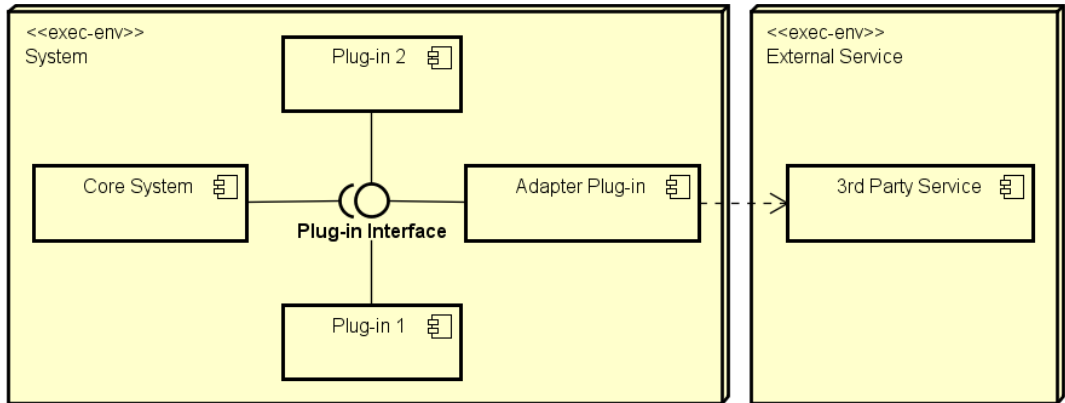 <<exec-env>>
System
Plug-in 2
Core System
Adapter Plug-in
Plug-in Interface
Plug-in 1
<<exec-env>>
External Service
3rd Party Service